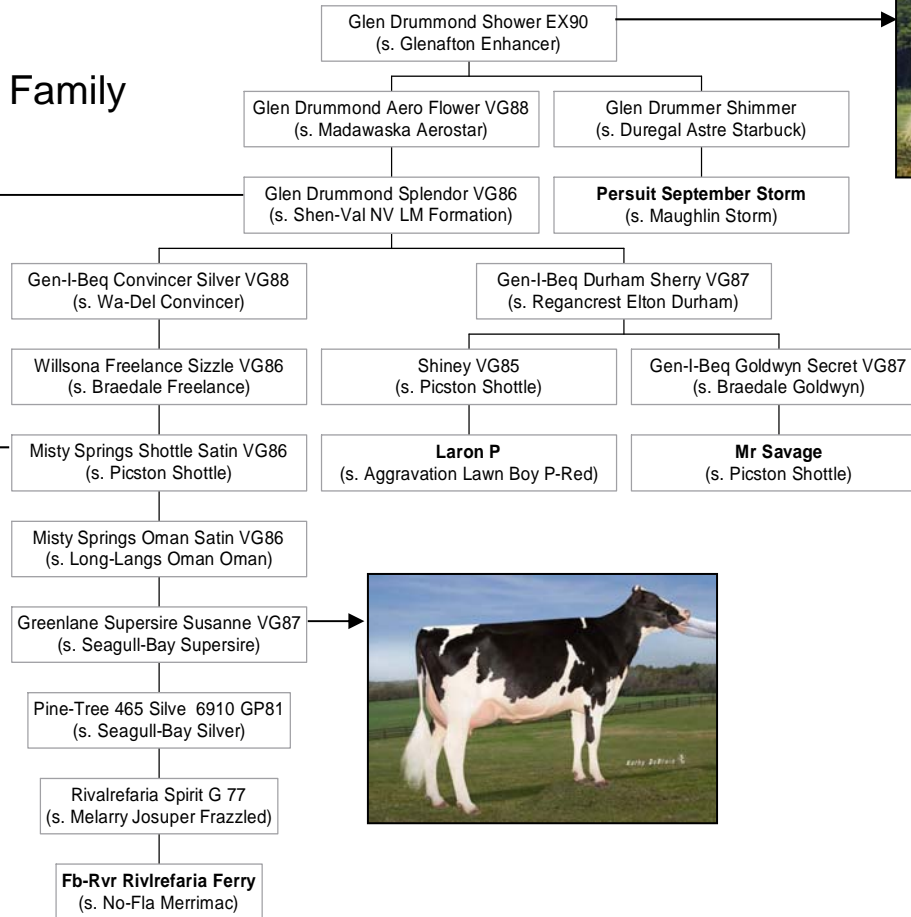 Glen Drummond Shower EX90
(s. Glenafton Enhancer)
Family
Glen Drummond Aero Flower VG88
(s. Madawaska Aerostar)
Glen Drummer Shimmer
(s. Duregal Astre Starbuck)
Glen Drummond Splendor VG86
(s. Shen-Val NV LM Formation)
Persuit September Storm
(s. Maughlin Storm)
Gen-I-Beq Convincer Silver VG88
(s. Wa-Del Convincer)
Gen-I-Beq Durham Sherry VG87
(s. Regancrest Elton Durham)
Willsona Freelance Sizzle VG86
(s. Braedale Freelance)
Shiney VG85
(s. Picston Shottle)
Gen-I-Beq Goldwyn Secret VG87
(s. Braedale Goldwyn)
Misty Springs Shottle Satin VG86
(s. Picston Shottle)
Laron P
(s. Aggravation Lawn Boy P-Red)
Mr Savage
(s. Picston Shottle)
Misty Springs Oman Satin VG86
(s. Long-Langs Oman Oman)
Greenlane Supersire Susanne VG87
(s. Seagull-Bay Supersire)
Pine-Tree 465 Silve 6910 GP81
(s. Seagull-Bay Silver)
Kathy DeBruin
Rivalrefaria Spirit G 77
(s. Melarry Josuper Frazzled)
Fb-Rvr Rivlrefaria Ferry
(s. No-Fla Merrimac)